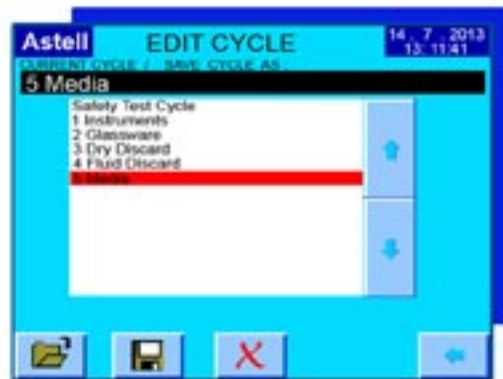 Astell EDIT CYCLE 14 . 7 . 2013
13: 11:41
CURRENT CYCLE / SAVE CYCLE AS .
5 Media
Safety Test Cycle
1 Instruments
2 Glassware
3 Dry Discard
4 Fluid Discard
5 Media